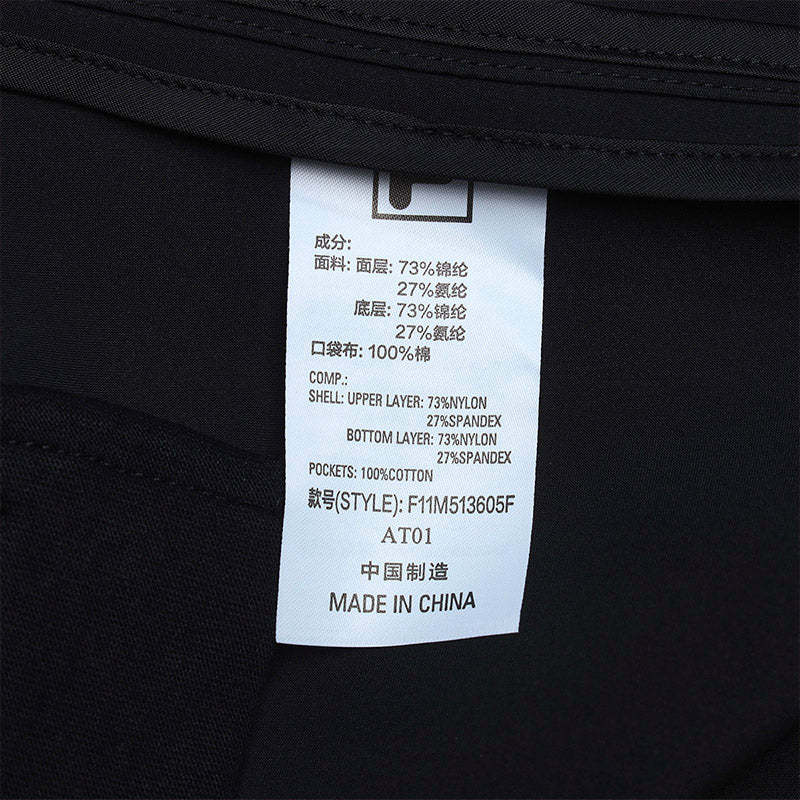 成分:
面料: 面层: 73%锦纶
27%氨纶
底层: 73%锦纶
27%氨纶
口袋布: 100%棉
COMP.:
SHELL: UPPER LAYER: 73%NYLON
27%SPANDEX
BOTTOM LAYER: 73%NYLON
27%SPANDEX
POCKETS: 100%COTTON
款号(STYLE): F11M513605F
AT01
中国制造
MADE IN CHINA